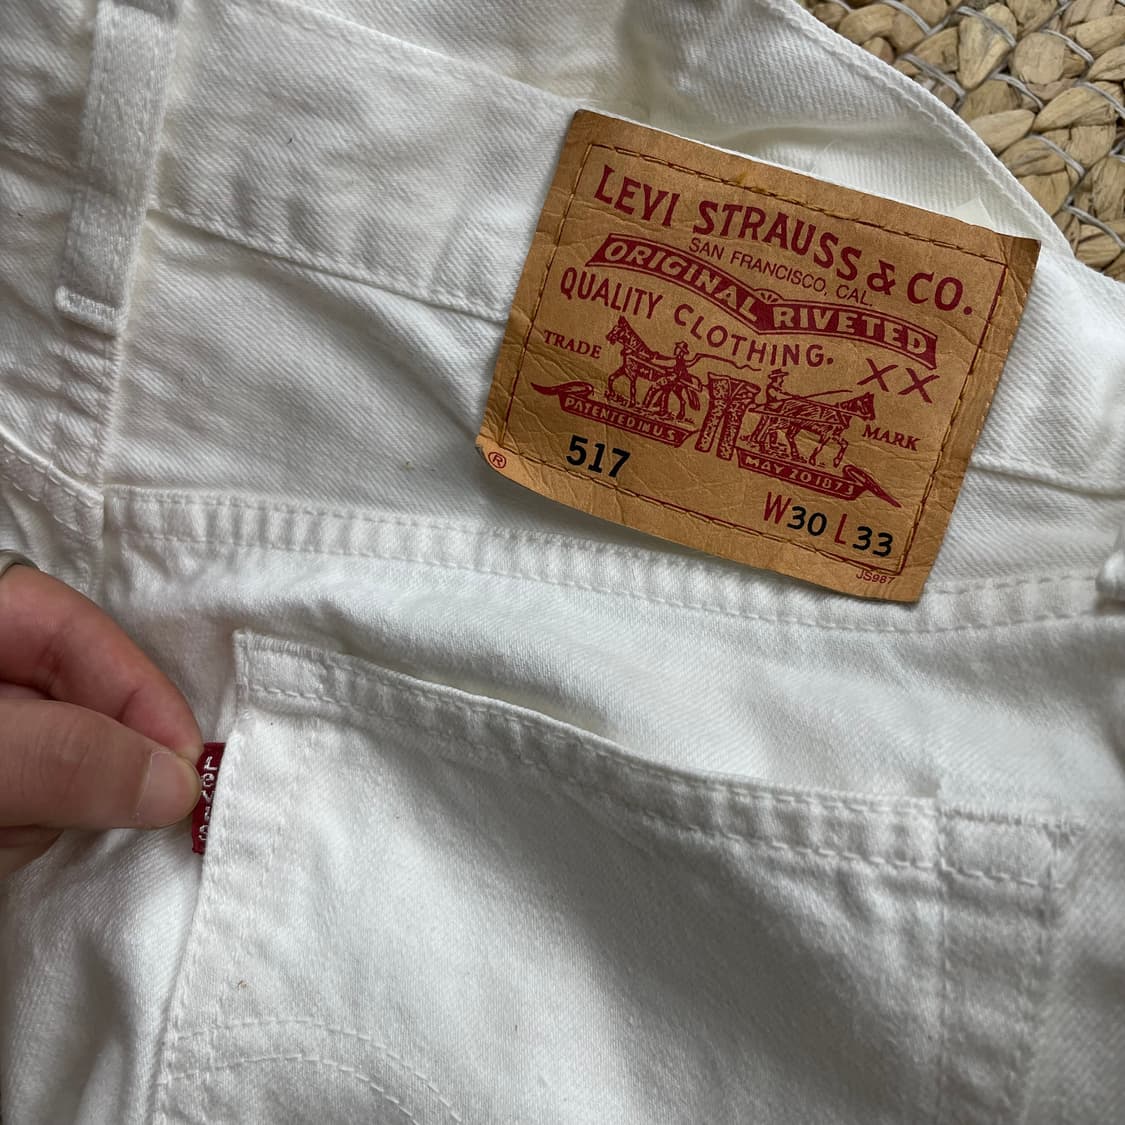 LEVI STRAUSS & CO.
SAN FRANCISCO, CAL.
ORIGINAL RIVETED
QUALITY CLOTHING.
XX
TRADE
MARK
PATENTED IN U.S.
MAY 20 1873
®
517
W30 L33
JS987
Levi's